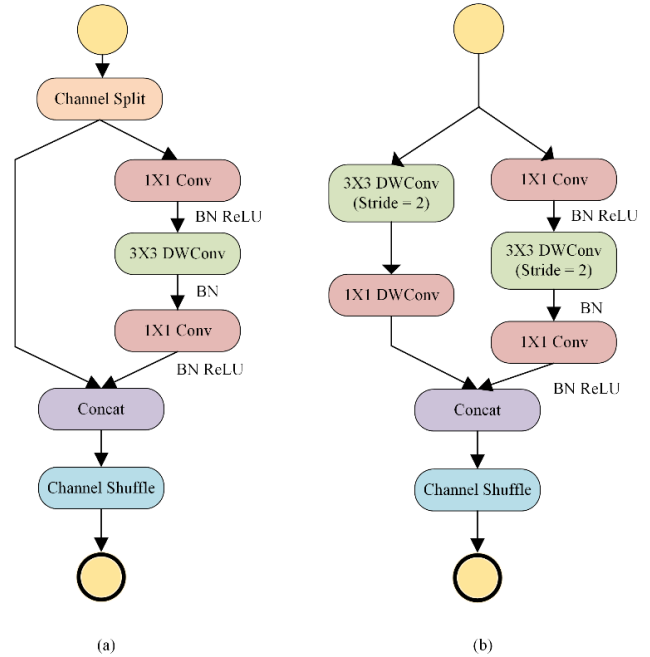 Channel Split
1X1 Conv
BN ReLU
3X3 DWConv
BN
1X1 Conv
BN ReLU
Concat
Channel Shuffle
(a)
3X3 DWConv
(Stride = 2)
1X1 DWConv
1X1 Conv
BN ReLU
3X3 DWConv
(Stride = 2)
BN
1X1 Conv
BN ReLU
Concat
Channel Shuffle
(b)